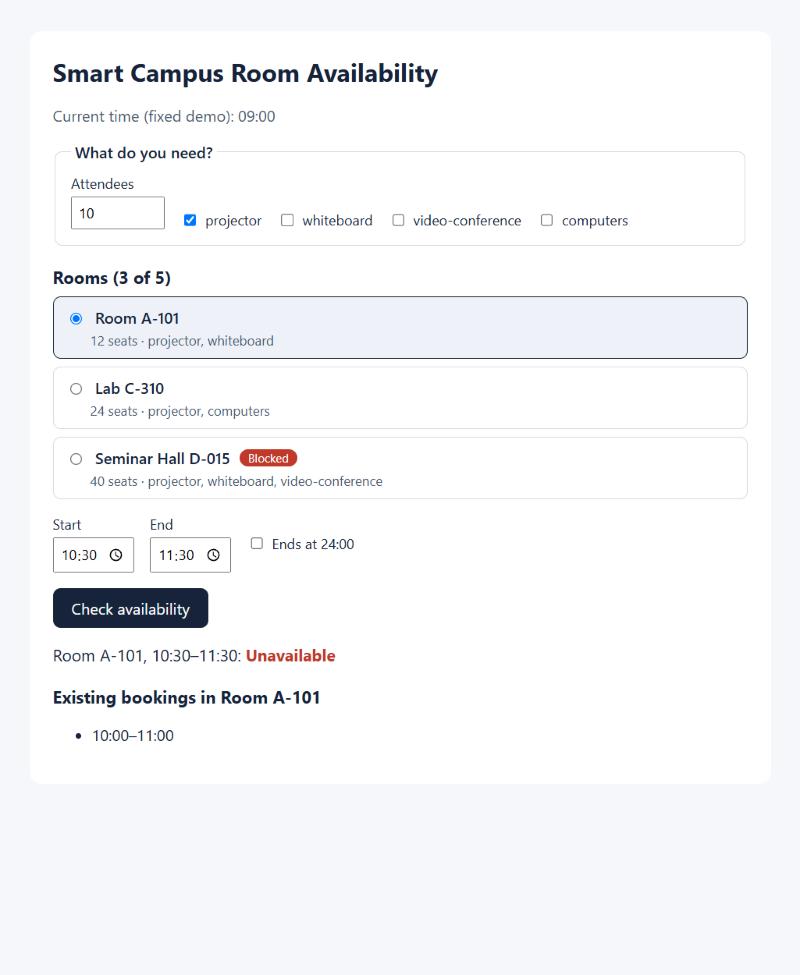 Smart Campus Room Availability
Current time (fixed demo): 09:00
What do you need?
Attendees
10 projector whiteboard video-conference computers
Rooms (3 of 5)
Room A-101
12 seats · projector, whiteboard
Lab C-310
24 seats · projector, computers
Seminar Hall D-015 Blocked
40 seats · projector, whiteboard, video-conference
Start End
10:30 11:30 Ends at 24:00
Check availability
Room A-101, 10:30–11:30: Unavailable
Existing bookings in Room A-101
• 10:00–11:00